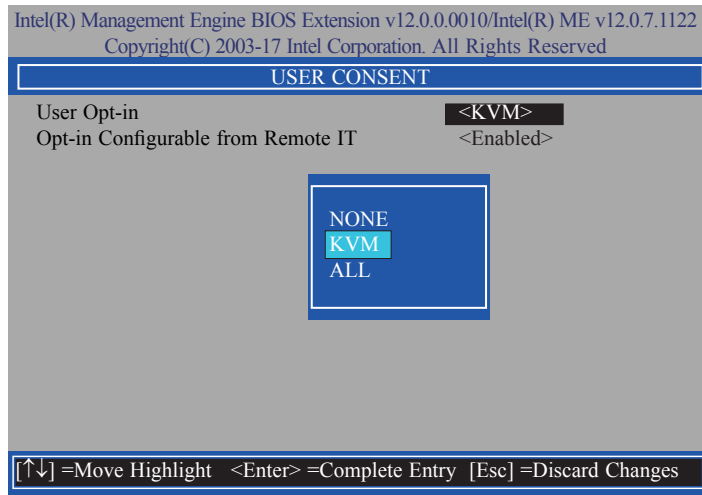 Intel(R) Management Engine BIOS Extension v12.0.0.0010/Intel(R) ME v12.0.7.1122
Copyright(C) 2003-17 Intel Corporation. All Rights Reserved
USER CONSENT
User Opt-in <KVM>
Opt-in Configurable from Remote IT <Enabled>
NONE
KVM
ALL
[↑↓] =Move Highlight <Enter> =Complete Entry [Esc] =Discard Changes